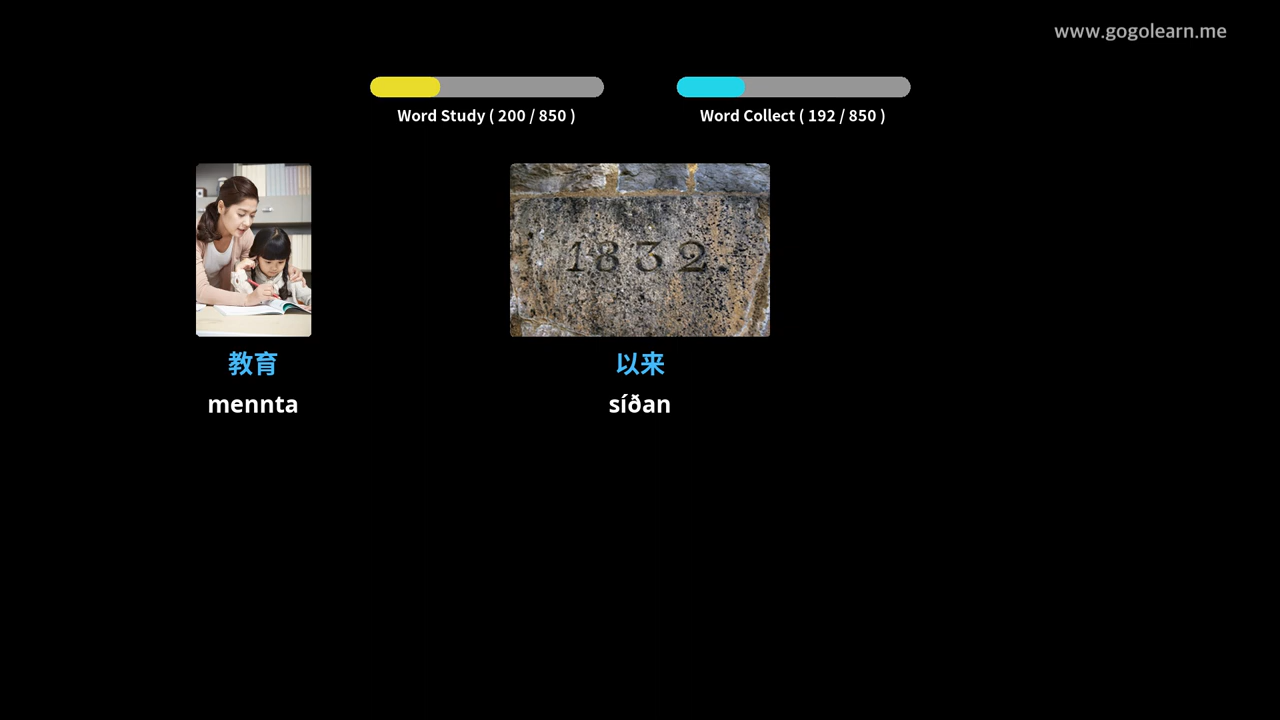 www.gogolearn.me
Word Study ( 200 / 850 )
Word Collect ( 192 / 850 )
1832.
教育
以来
mennta
síðan